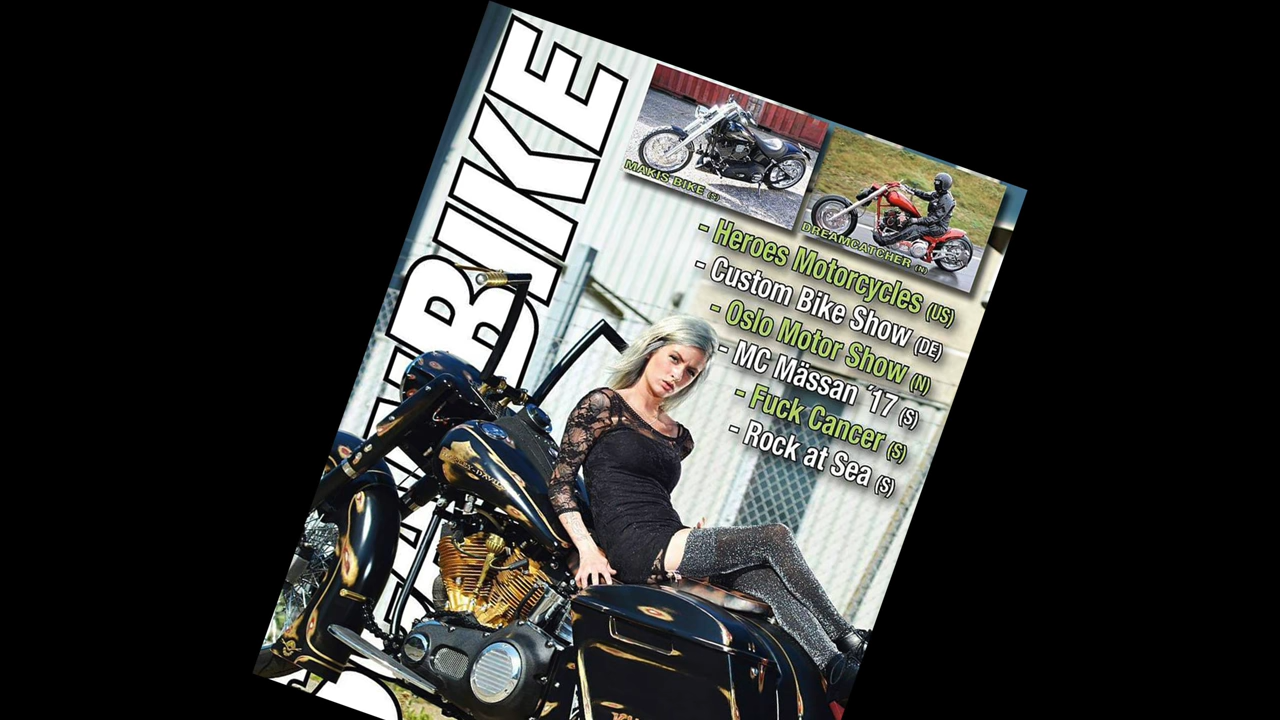 BIKE
MAKIS BIKE (S)
DREAMCATCHER (N)
- Heroes Motorcycles (US)
- Custom Bike Show (DE)
- Oslo Motor Show (N)
- MC Mässan ´17 (S)
- Fuck Cancer (S)
- Rock at Sea (S)